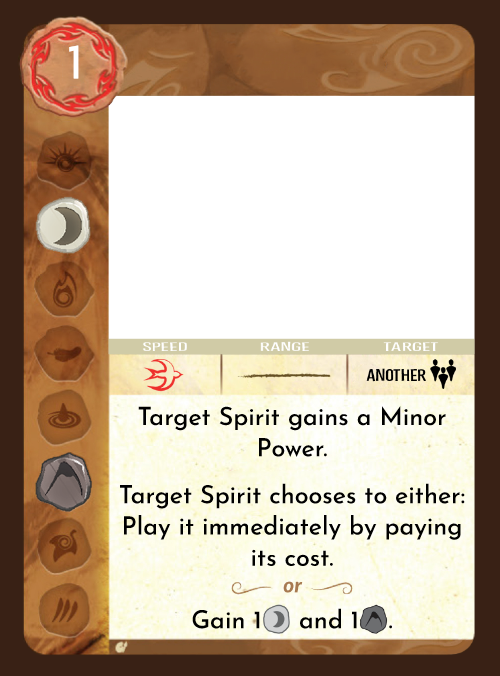 1
SPEED RANGE TARGET
ANOTHER
Target Spirit gains a Minor
Power.
Target Spirit chooses to either:
Play it immediately by paying
its cost.
or
Gain 1 and 1.